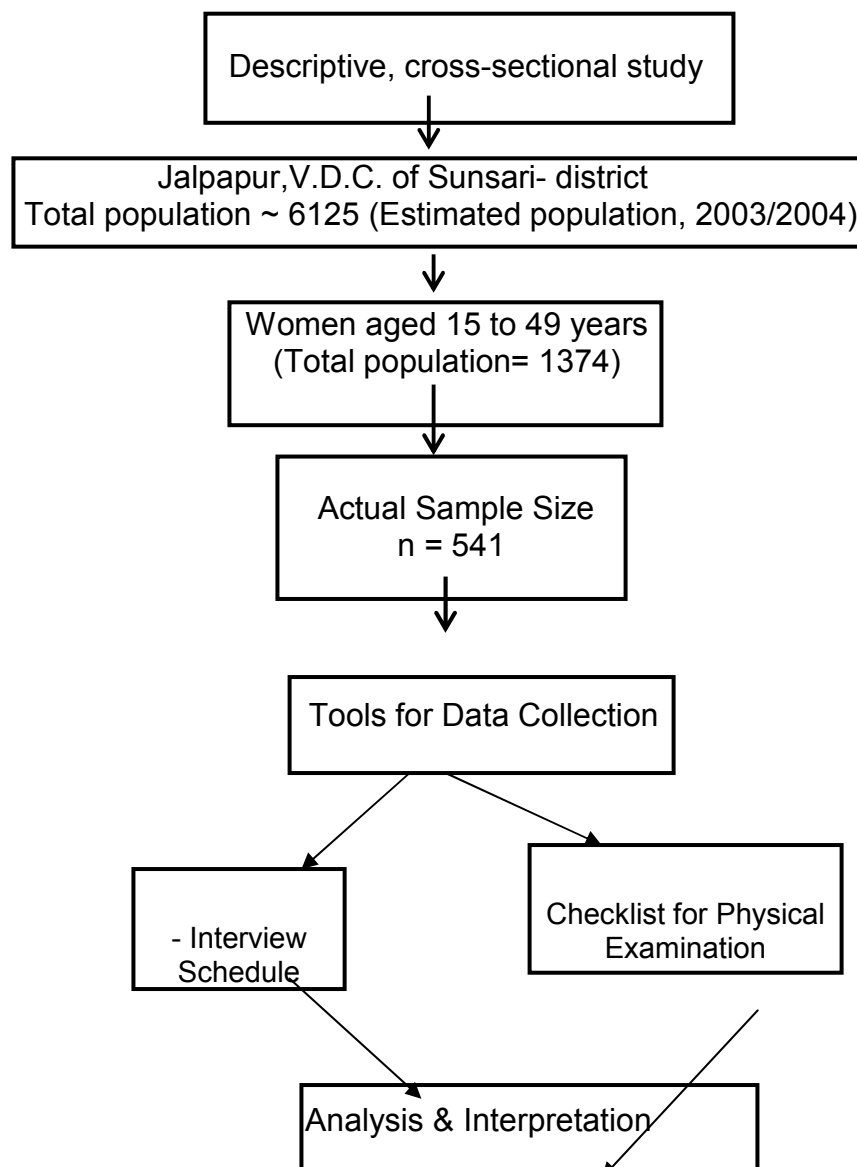 Descriptive, cross-sectional study
Jalpapur,V.D.C. of Sunsari- district
Total population ~ 6125 (Estimated population, 2003/2004)
Women aged 15 to 49 years
(Total population= 1374)
Actual Sample Size
n = 541
Tools for Data Collection
- Interview
Schedule
Checklist for Physical
Examination
Analysis & Interpretation